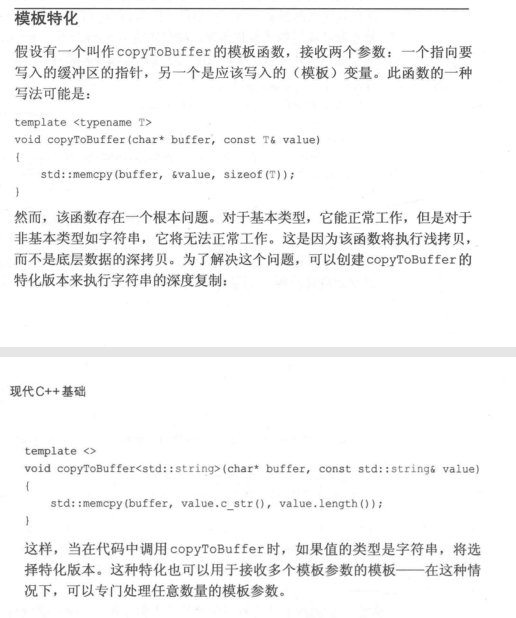 模板特化
假设有一个叫作copyToBuffer的模板函数，接收两个参数：一个指向要
写入的缓冲区的指针，另一个是应该写入的（模板）变量。此函数的一种
写法可能是：
template <typename T>
void copyToBuffer(char* buffer, const T& value)
{
    std::memcpy(buffer, &value, sizeof(T));
}
然而，该函数存在一个根本问题。对于基本类型，它能正常工作，但是对于
非基本类型如字符串，它将无法正常工作。这是因为该函数将执行浅拷贝，
而不是底层数据的深拷贝。为了解决这个问题，可以创建copyToBuffer的
特化版本来执行字符串的深度复制：
现代C++基础
template <>
void copyToBuffer<std::string>(char* buffer, const std::string& value)
{
    std::memcpy(buffer, value.c_str(), value.length());
}
这样，当在代码中调用copyToBuffer时，如果值的类型是字符串，将选
择特化版本。这种特化也可以用于接收多个模板参数的模板——在这种情
况下，可以专门处理任意数量的模板参数。